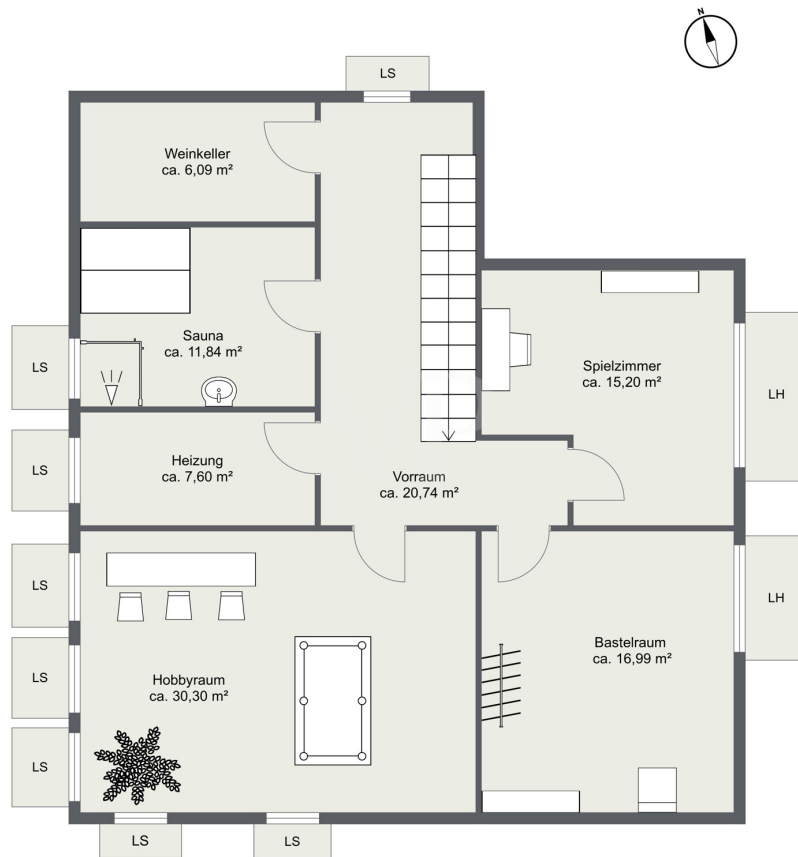 N
LS
Weinkeller
ca. 6,09 m²
Sauna
ca. 11,84 m²
LS
Spielzimmer
ca. 15,20 m²
LH
Heizung
ca. 7,60 m²
LS
Vorraum
ca. 20,74 m²
LS
LH
Bastelraum
ca. 16,99 m²
Hobbyraum
ca. 30,30 m²
LS
LS
LS
LS